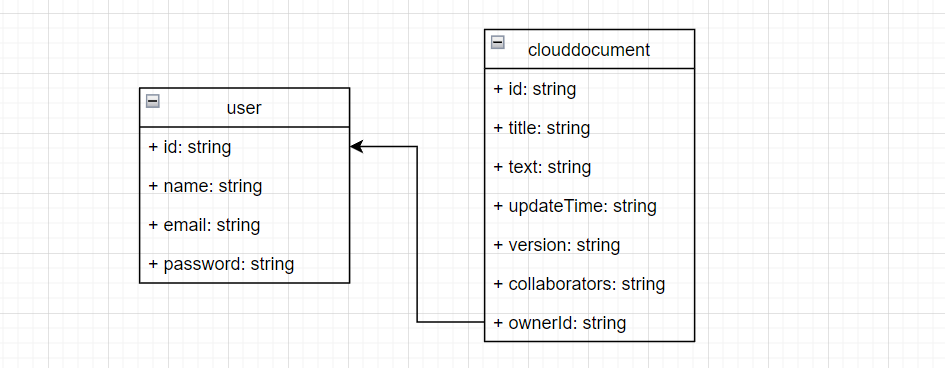 user
+ id: string
+ name: string
+ email: string
+ password: string
clouddocument
+ id: string
+ title: string
+ text: string
+ updateTime: string
+ version: string
+ collaborators: string
+ ownerId: string